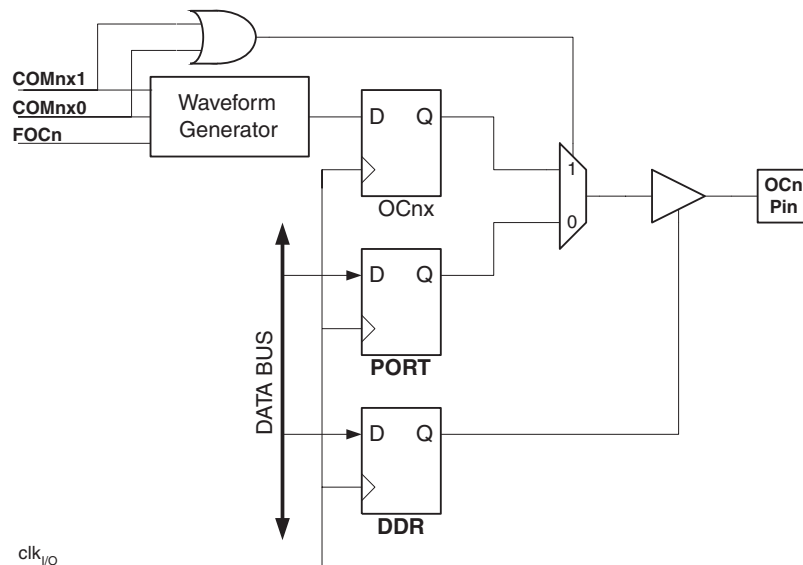 COMnx1
COMnx0
FOCn
Waveform
Generator
D Q
OCnx
1
0
OCn
Pin
D Q
PORT
DATA BUS
D Q
DDR
clkI/O